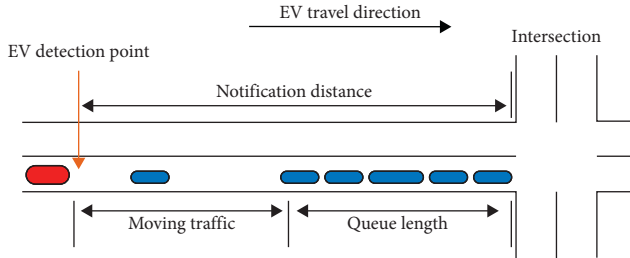 EV travel direction
Intersection
EV detection point
Notification distance
Moving traffic
Queue length